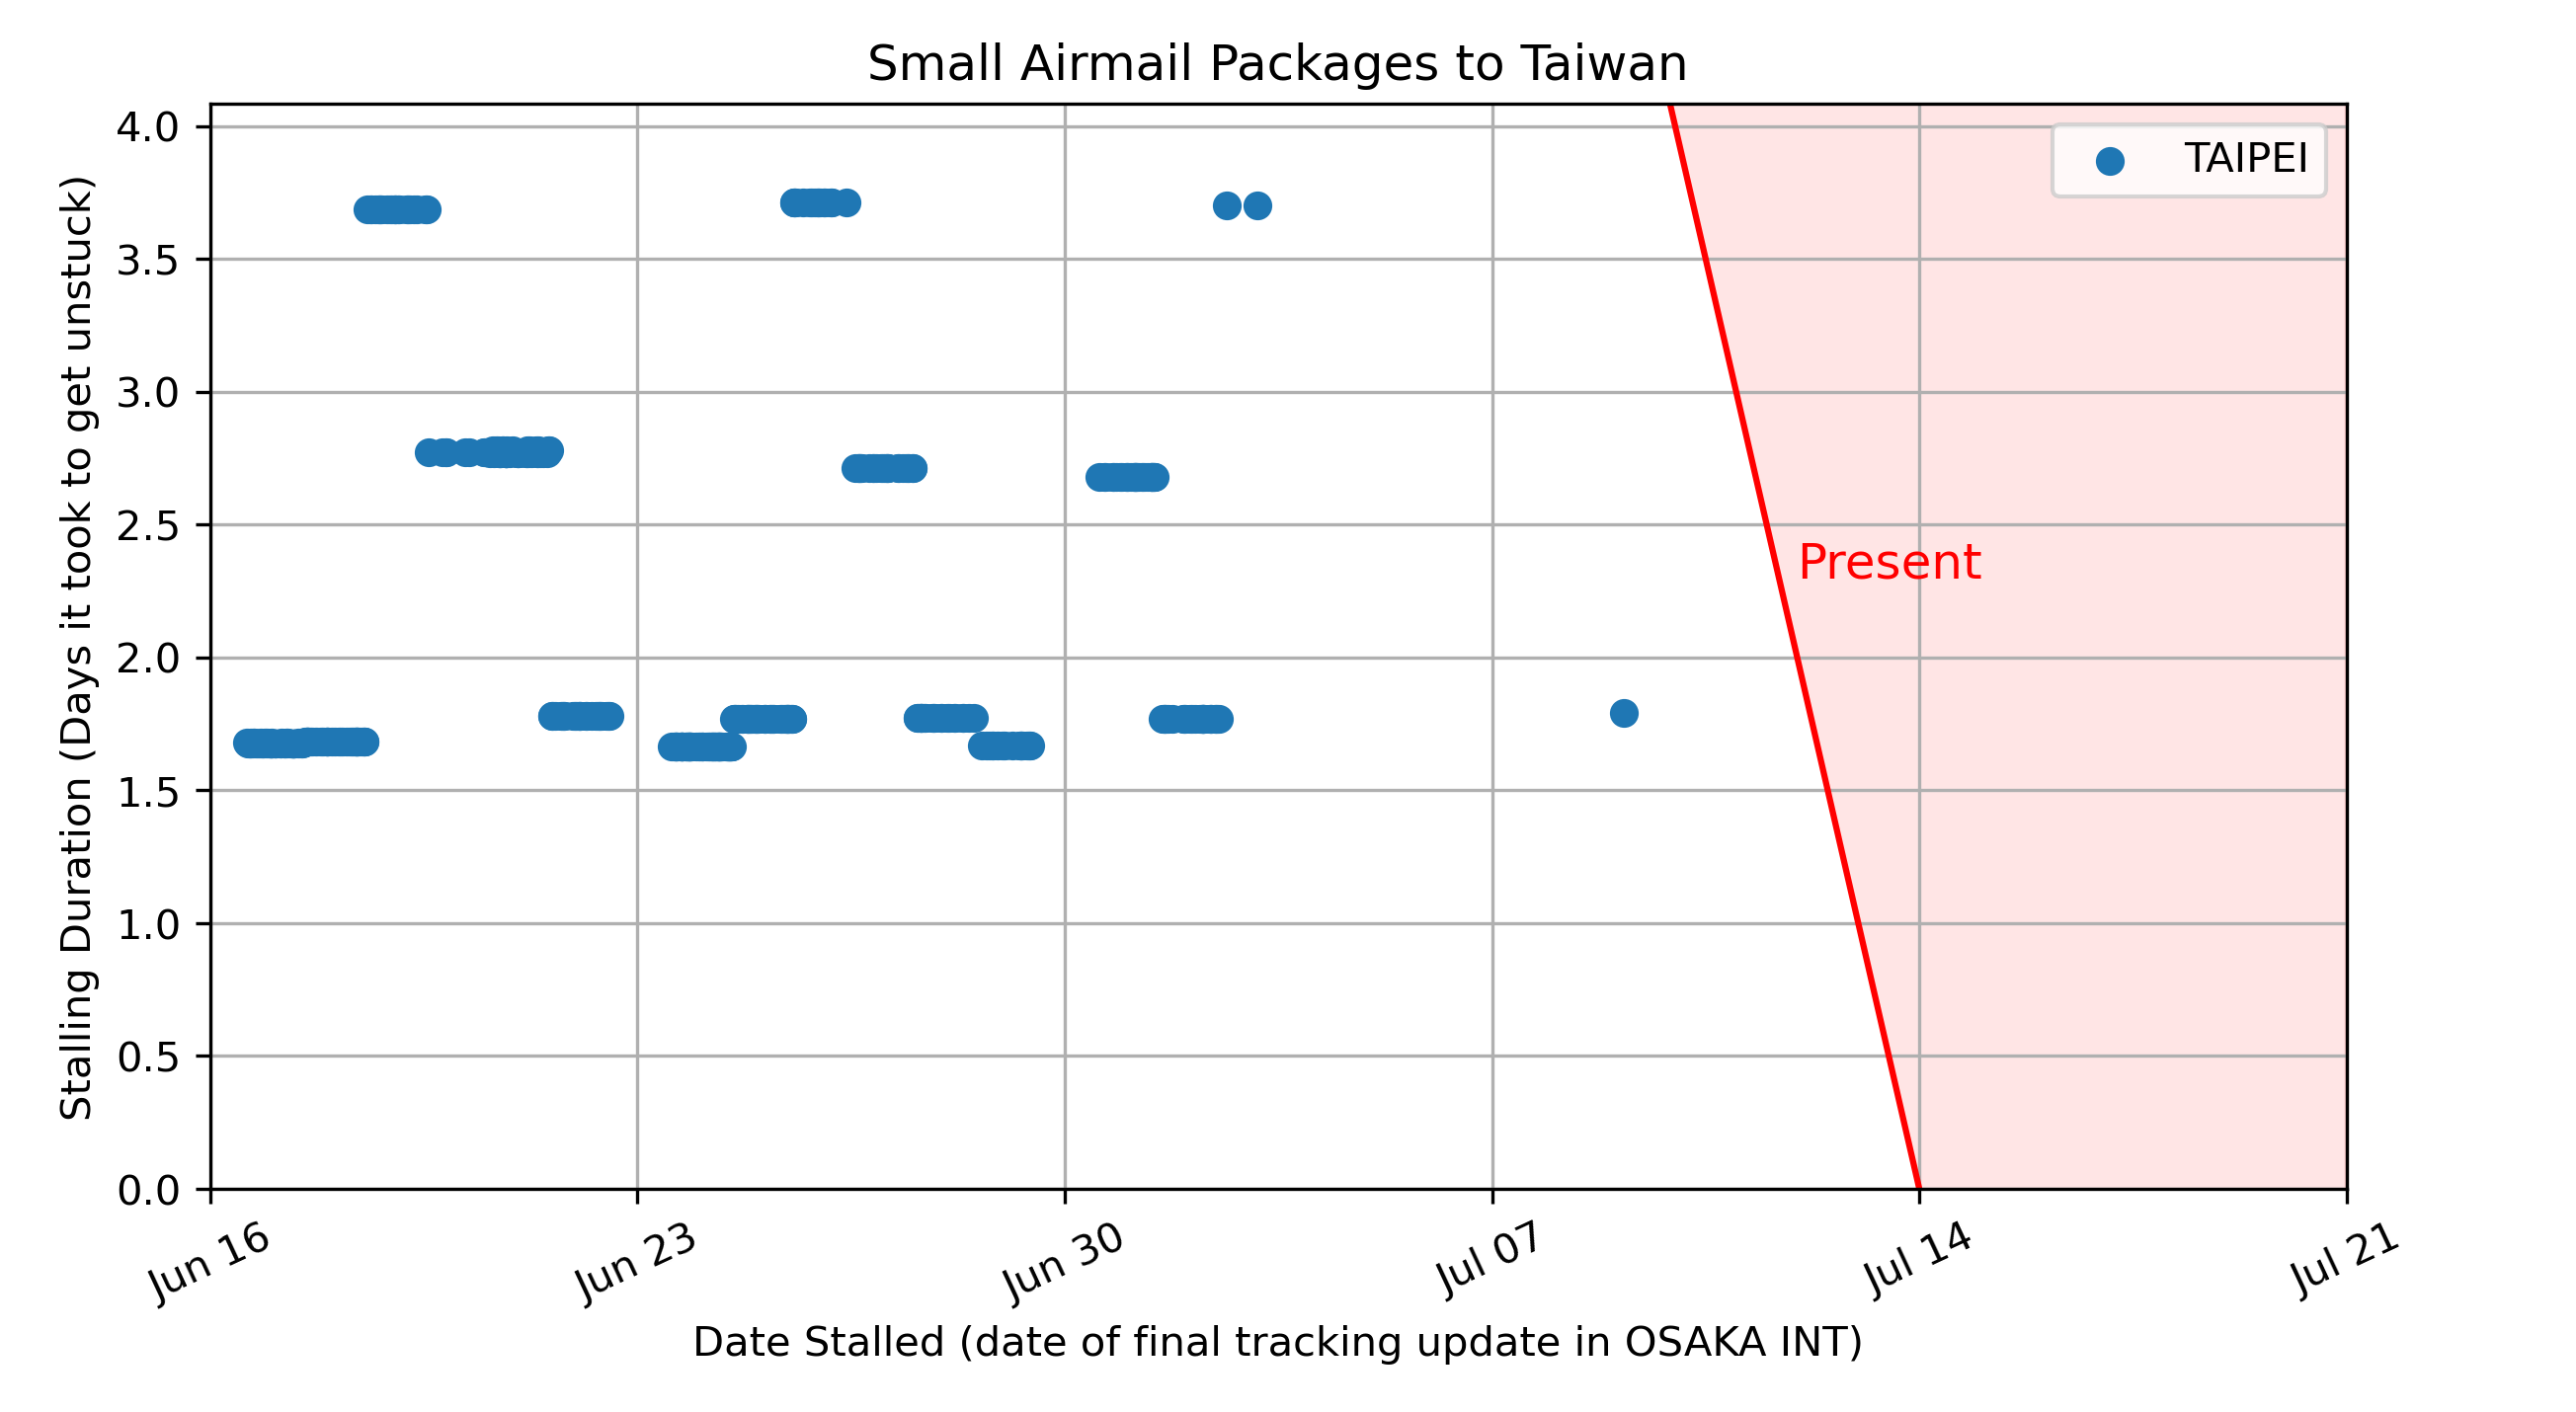 Small Airmail Packages to Taiwan
Stalling Duration (Days it took to get unstuck)
4.0
3.5
3.0
2.5
2.0
1.5
1.0
0.5
0.0
TAIPEI
Present
Jun 16
Jun 23
Jun 30
Jul 07
Jul 14
Jul 21
Date Stalled (date of final tracking update in OSAKA INT)